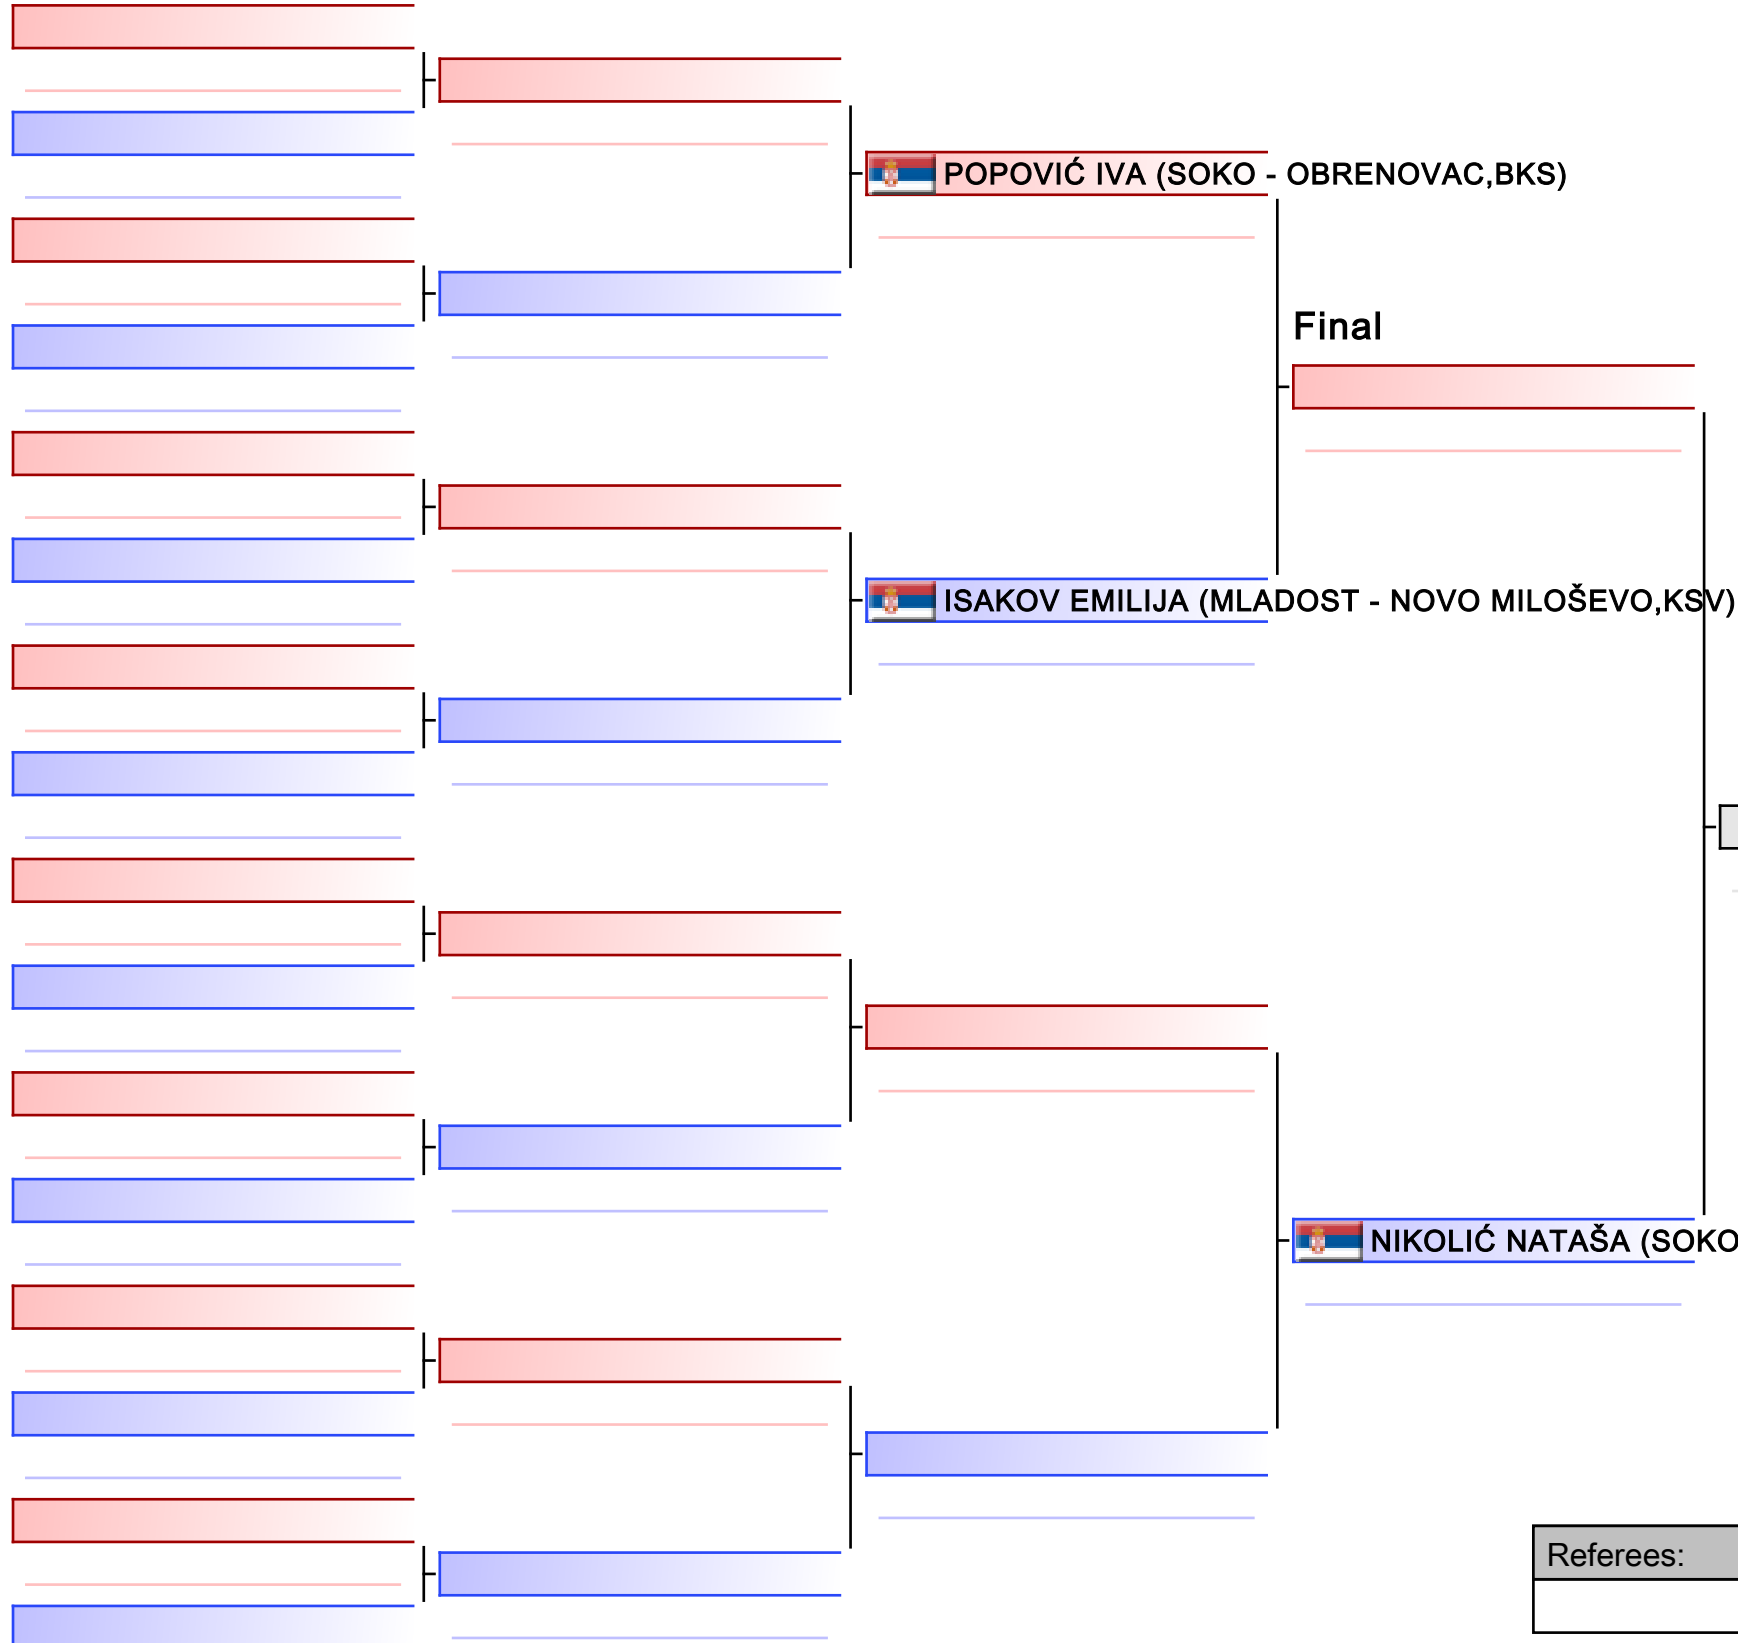 POPOVIĆ IVA (SOKO - OBRENOVAC,BKS)
Final
ISAKOV EMILIJA (MLADOST - NOVO MILOŠEVO,KSV)
NIKOLIĆ NATAŠA (SOKO
Referees: